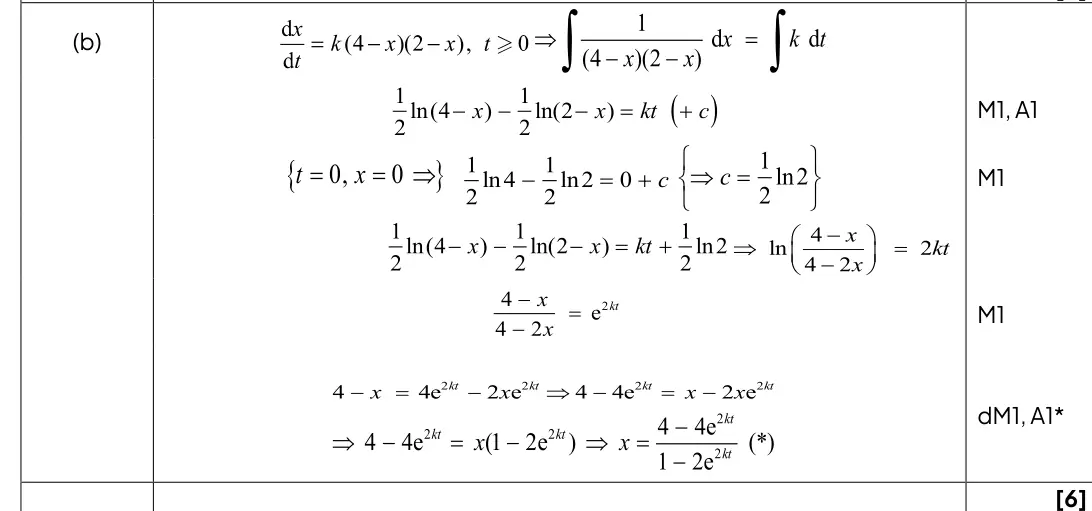 (b)
dx/dt = k(4 − x)(2 − x), t ⩾ 0 ⇒ ∫ 1/((4 − x)(2 − x)) dx = ∫ k dt
1/2 ln(4 − x) − 1/2 ln(2 − x) = kt (+ c)
M1, A1
{t = 0, x = 0 ⇒} 1/2 ln 4 − 1/2 ln 2 = 0 + c {⇒ c = 1/2 ln 2}
M1
1/2 ln(4 − x) − 1/2 ln(2 − x) = kt + 1/2 ln 2 ⇒ ln((4 − x)/(4 − 2x)) = 2kt
(4 − x)/(4 − 2x) = e^(2kt)
M1
4 − x = 4e^(2kt) − 2xe^(2kt) ⇒ 4 − 4e^(2kt) = x − 2xe^(2kt)
⇒ 4 − 4e^(2kt) = x(1 − 2e^(2kt)) ⇒ x = (4 − 4e^(2kt))/(1 − 2e^(2kt)) (*)
dM1, A1*
[6]